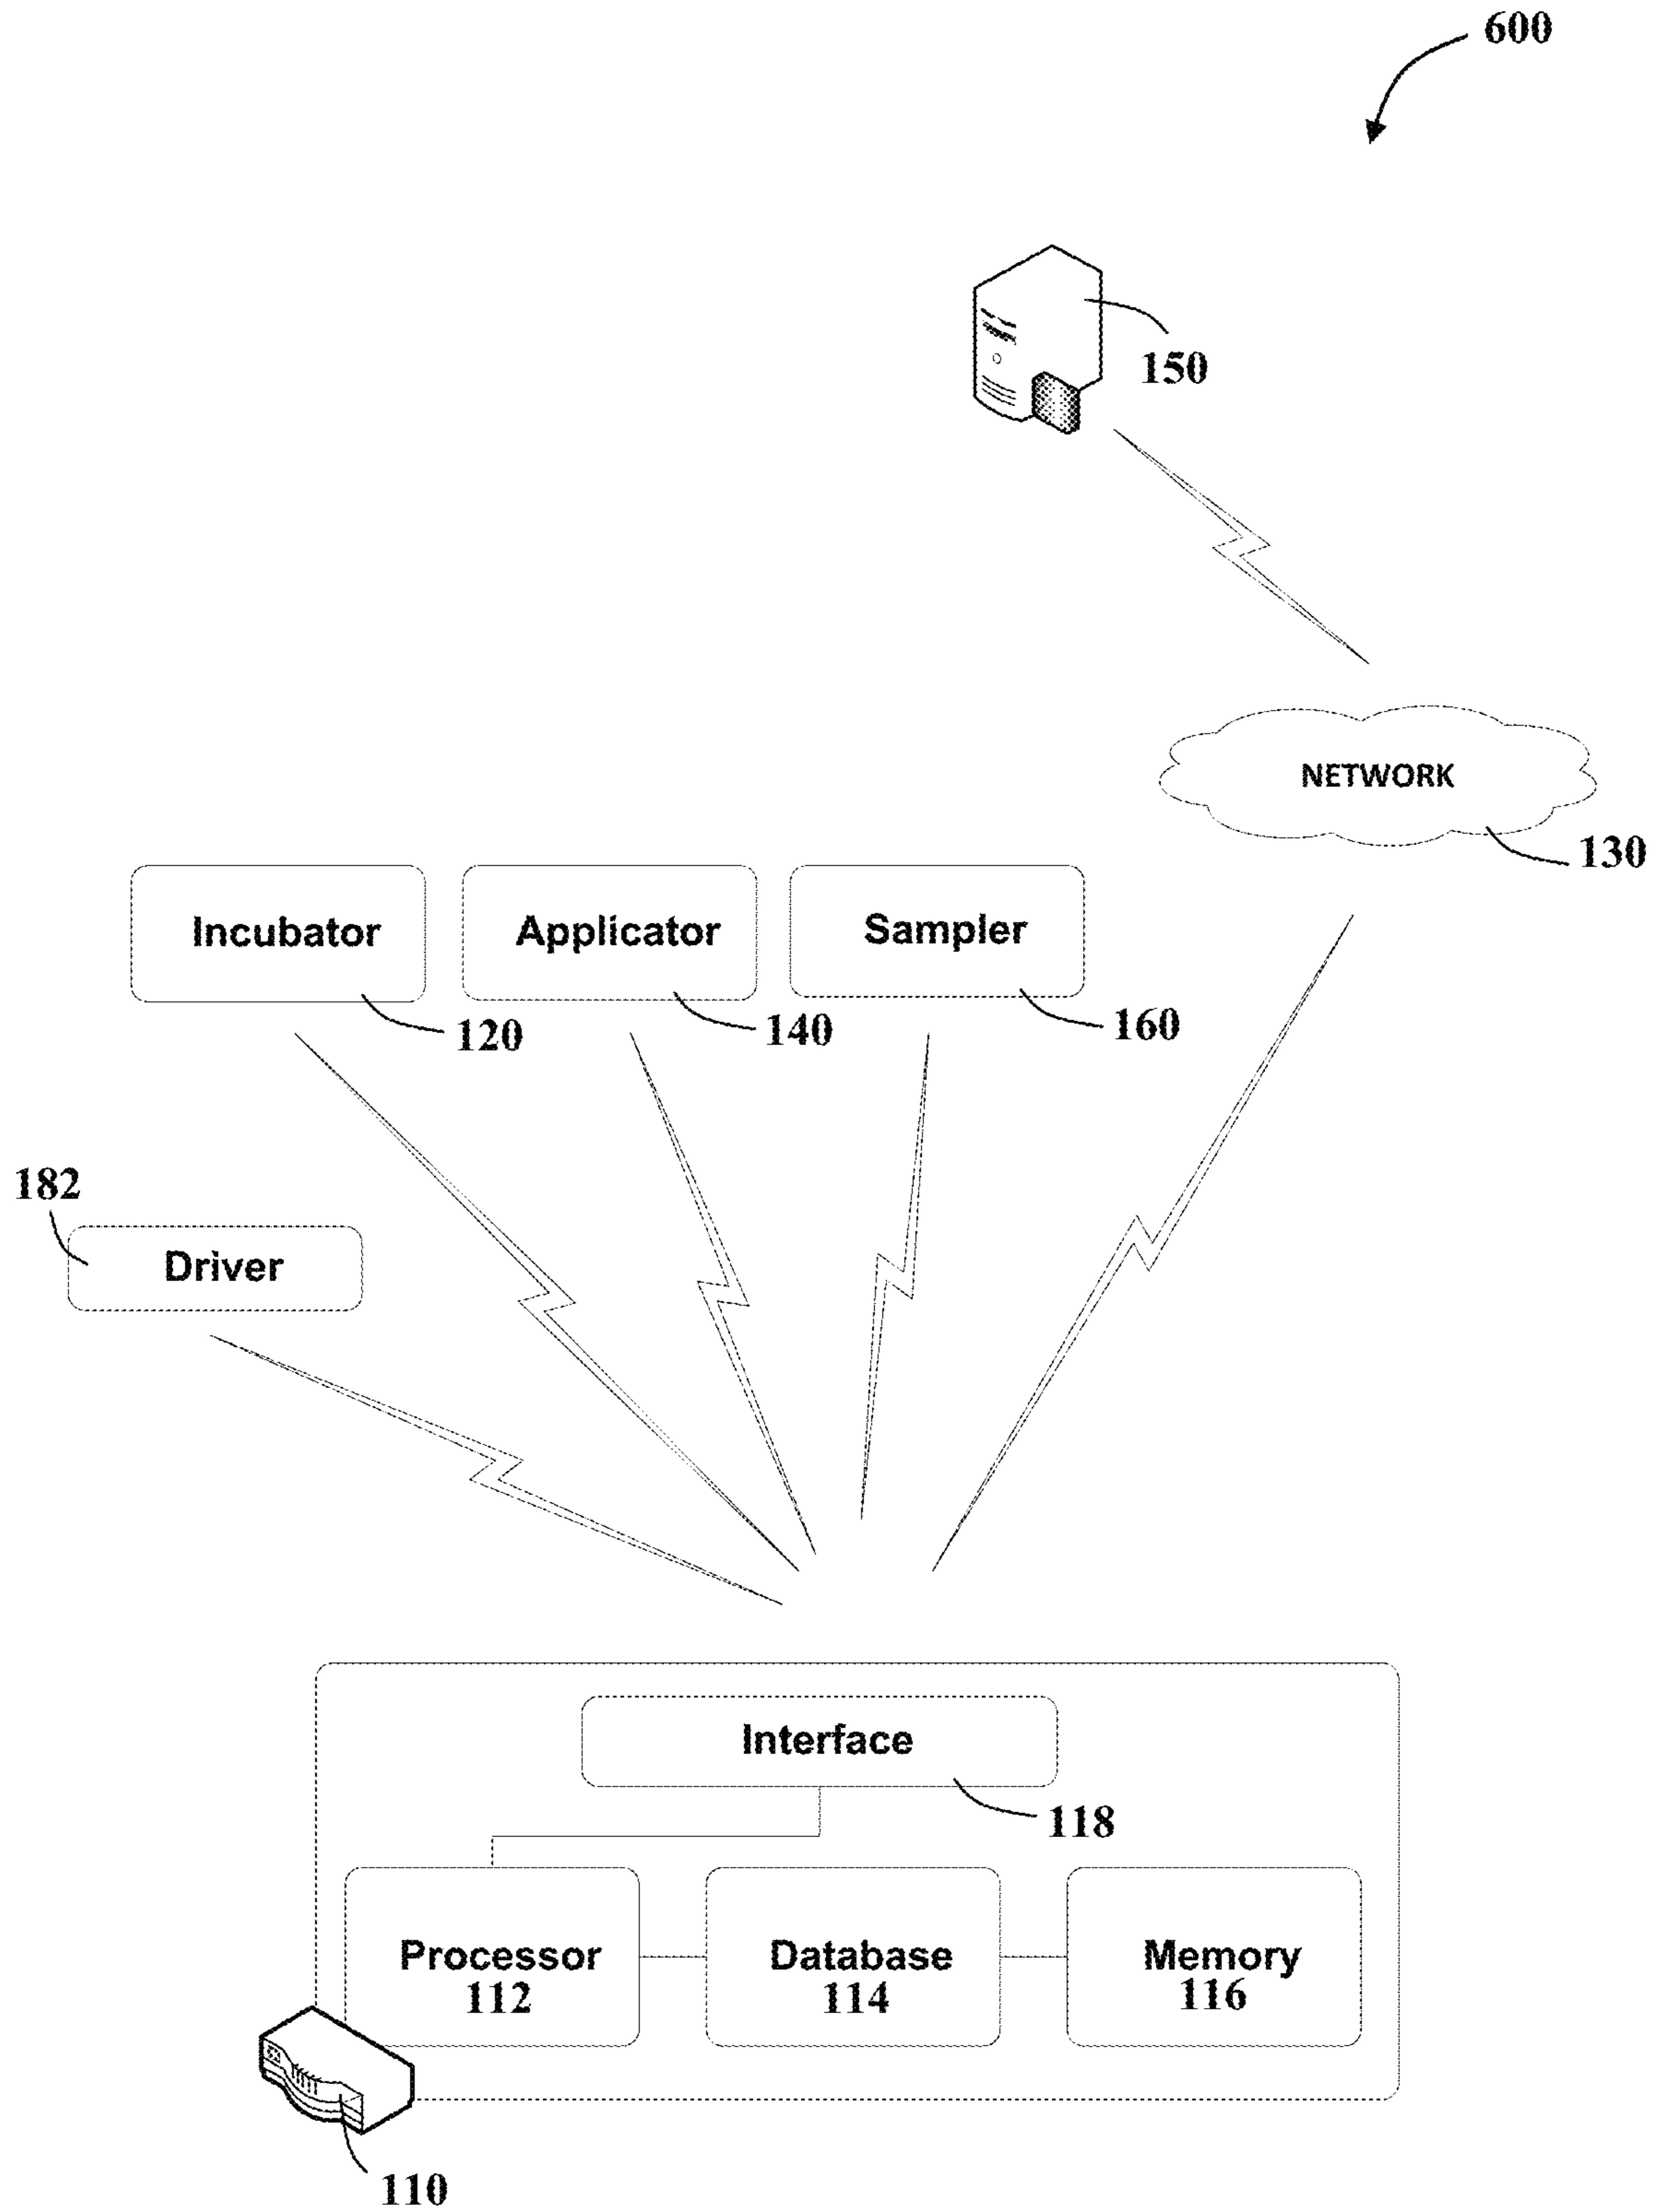 600
150
NETWORK
130
Incubator
Applicator
Sampler
120
140
160
182
Driver
Interface
118
Processor
112
Database
114
Memory
116
110